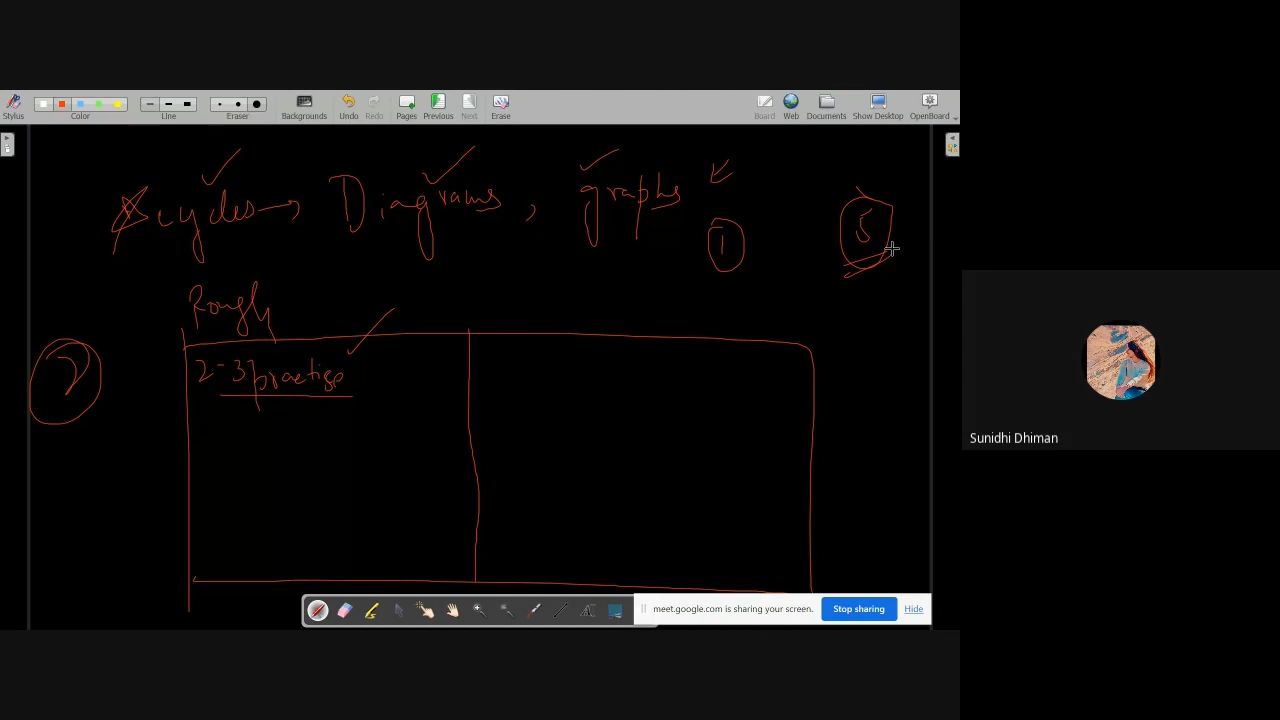 Stylus Color Line Eraser Backgrounds Undo Redo Pages Previous Next Erase Board Web Documents Show Desktop OpenBoard
cycles → Diagrams, graphs
1
5
Rough
2-3 practise
2
meet.google.com is sharing your screen. Stop sharing Hide
Sunidhi Dhiman